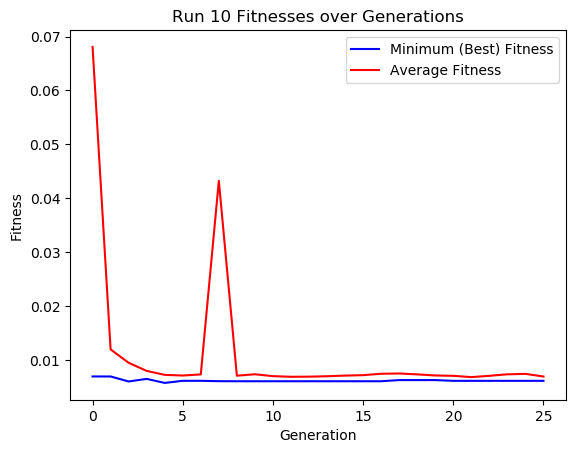 Run 10 Fitnesses over Generations
Minimum (Best) Fitness
Average Fitness
Fitness
0.07
0.06
0.05
0.04
0.03
0.02
0.01
0 5 10 15 20 25
Generation